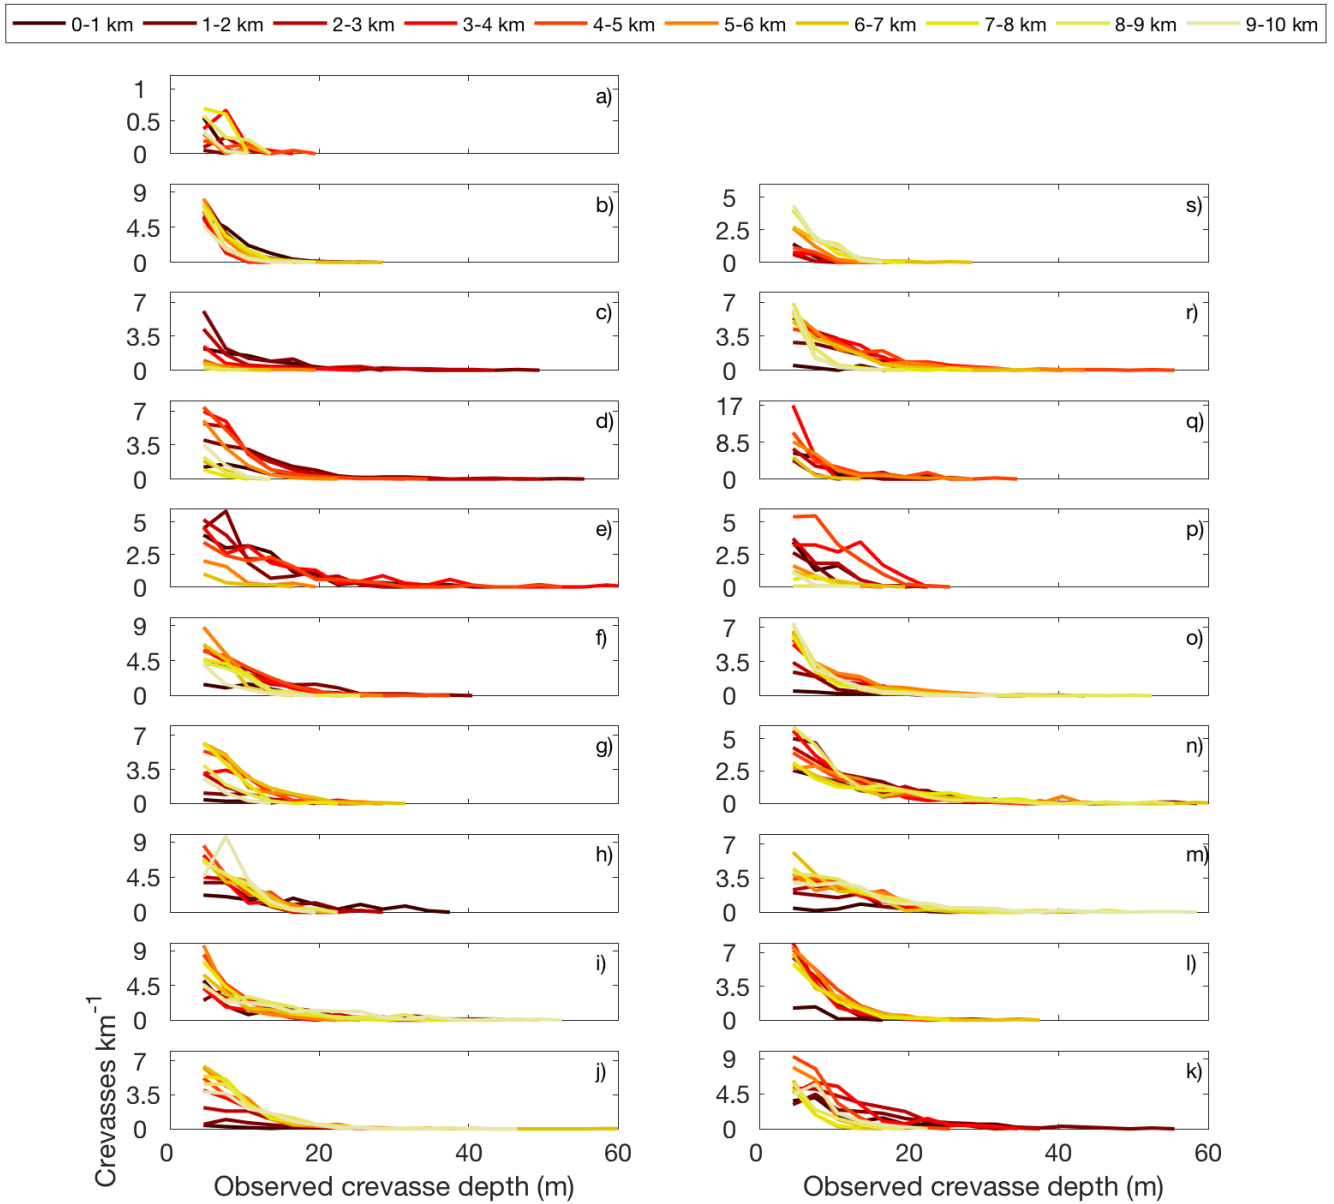 0-1 km 1-2 km 2-3 km 3-4 km 4-5 km 5-6 km 6-7 km 7-8 km 8-9 km 9-10 km
1
0.5
0
a)
9
4.5
0
b)
5
2.5
0
s)
7
3.5
0
c)
7
3.5
0
r)
7
3.5
0
d)
17
8.5
0
q)
5
2.5
0
e)
5
2.5
0
p)
9
4.5
0
f)
7
3.5
0
o)
7
3.5
0
g)
5
2.5
0
n)
9
4.5
0
h)
7
3.5
0
m)
9
4.5
0
i)
7
3.5
0
l)
7
3.5
0
j)
9
4.5
0
k)
0 20 40 60
0 20 40 60
Crevasses km⁻¹
Observed crevasse depth (m)
Observed crevasse depth (m)